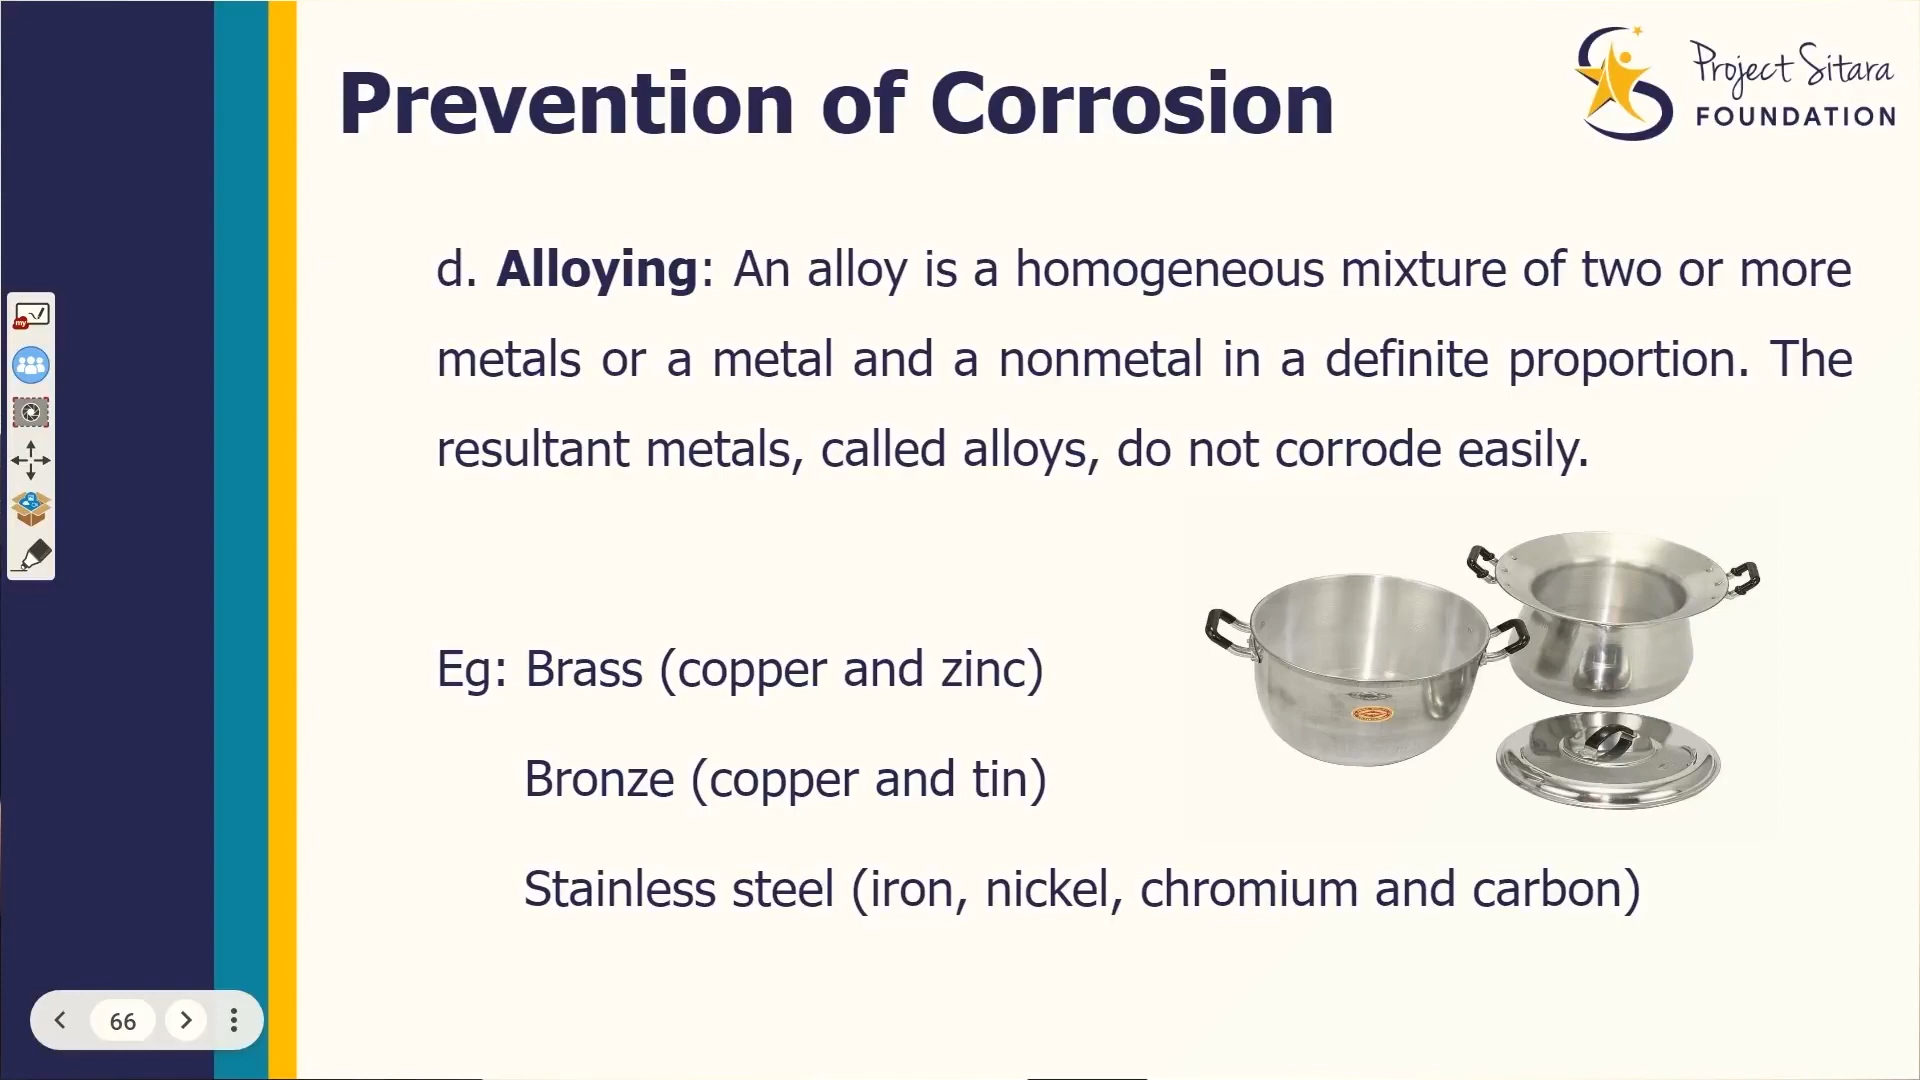 Prevention of Corrosion
Project Sitara
FOUNDATION
d. Alloying: An alloy is a homogeneous mixture of two or more
metals or a metal and a nonmetal in a definite proportion. The
resultant metals, called alloys, do not corrode easily.
Eg: Brass (copper and zinc)
Bronze (copper and tin)
Stainless steel (iron, nickel, chromium and carbon)
my
66